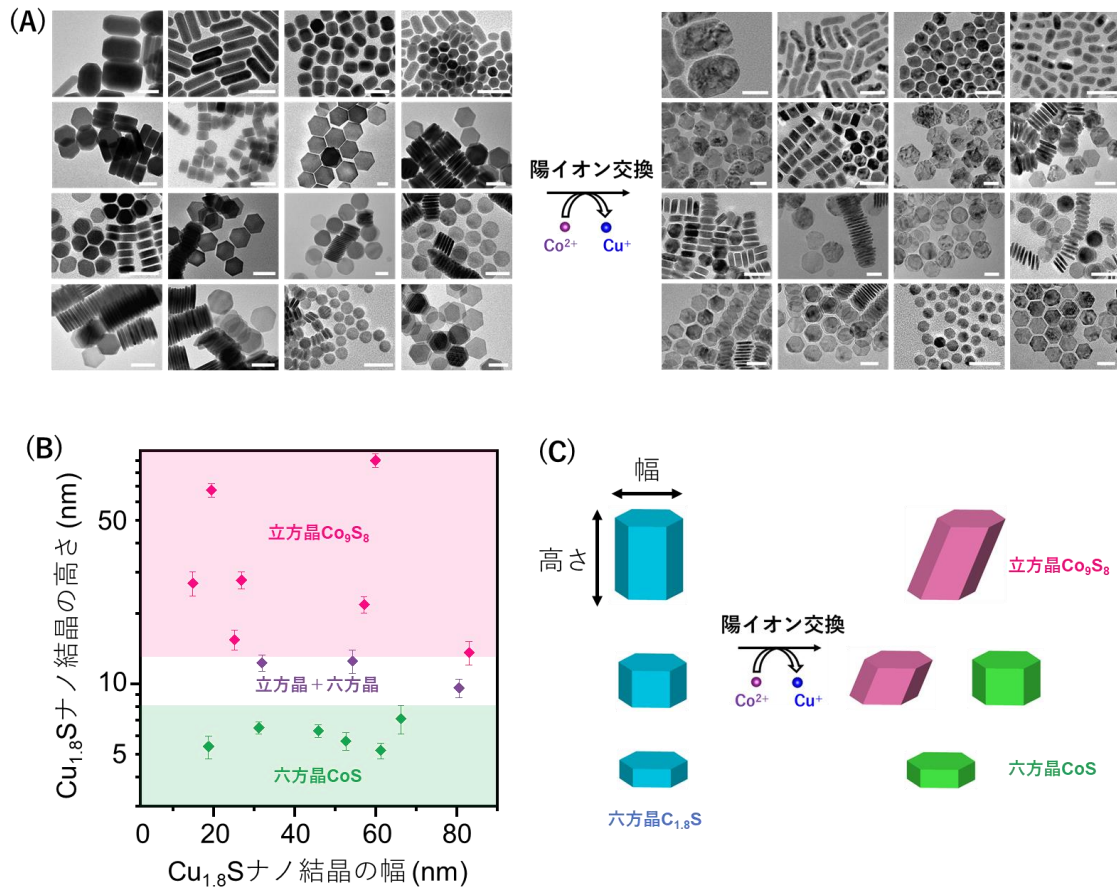 (A)
陽イオン交換
Co²⁺ Cu⁺
(B)
Cu₁.₈Sナノ結晶の高さ (nm)
50
10
5
立方晶Co₉S₈
立方晶+六方晶
六方晶CoS
0 20 40 60 80
Cu₁.₈Sナノ結晶の幅 (nm)
(C)
幅
高さ
立方晶Co₉S₈
陽イオン交換
Co²⁺ Cu⁺
六方晶CoS
六方晶C₁.₈S